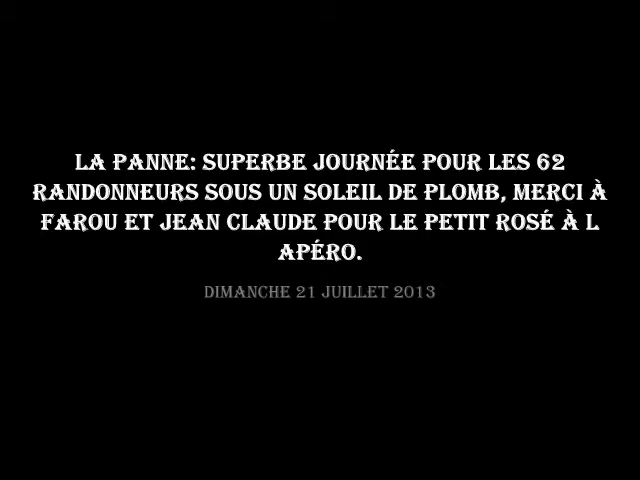 LA PANNE: SUPERBE JOURNÉE POUR LES 62
RANDONNEURS SOUS UN SOLEIL DE PLOMB, MERCI À
FAROU ET JEAN CLAUDE POUR LE PETIT ROSÉ À L
APÉRO.
DIMANCHE 21 JUILLET 2013